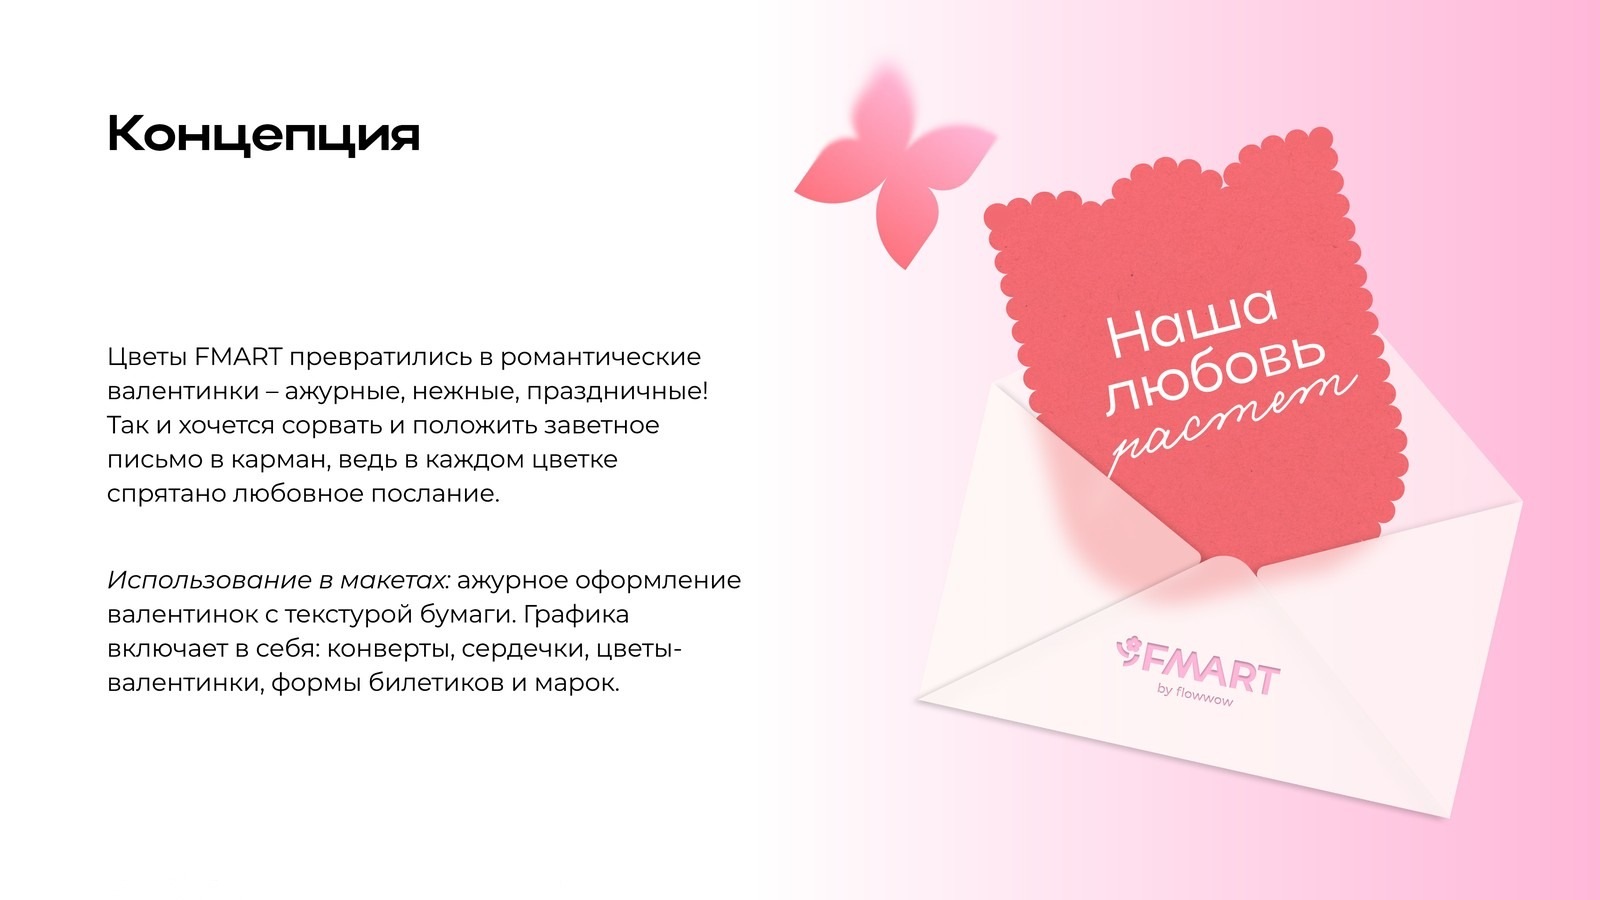 Концепция
Цветы FMART превратились в романтические
валентинки – ажурные, нежные, праздничные!
Так и хочется сорвать и положить заветное
письмо в карман, ведь в каждом цветке
спрятано любовное послание.
Использование в макетах: ажурное оформление
валентинок с текстурой бумаги. Графика
включает в себя: конверты, сердечки, цветы-
валентинки, формы билетиков и марок.
Наша
любовь
растет
FMART
by flowwow